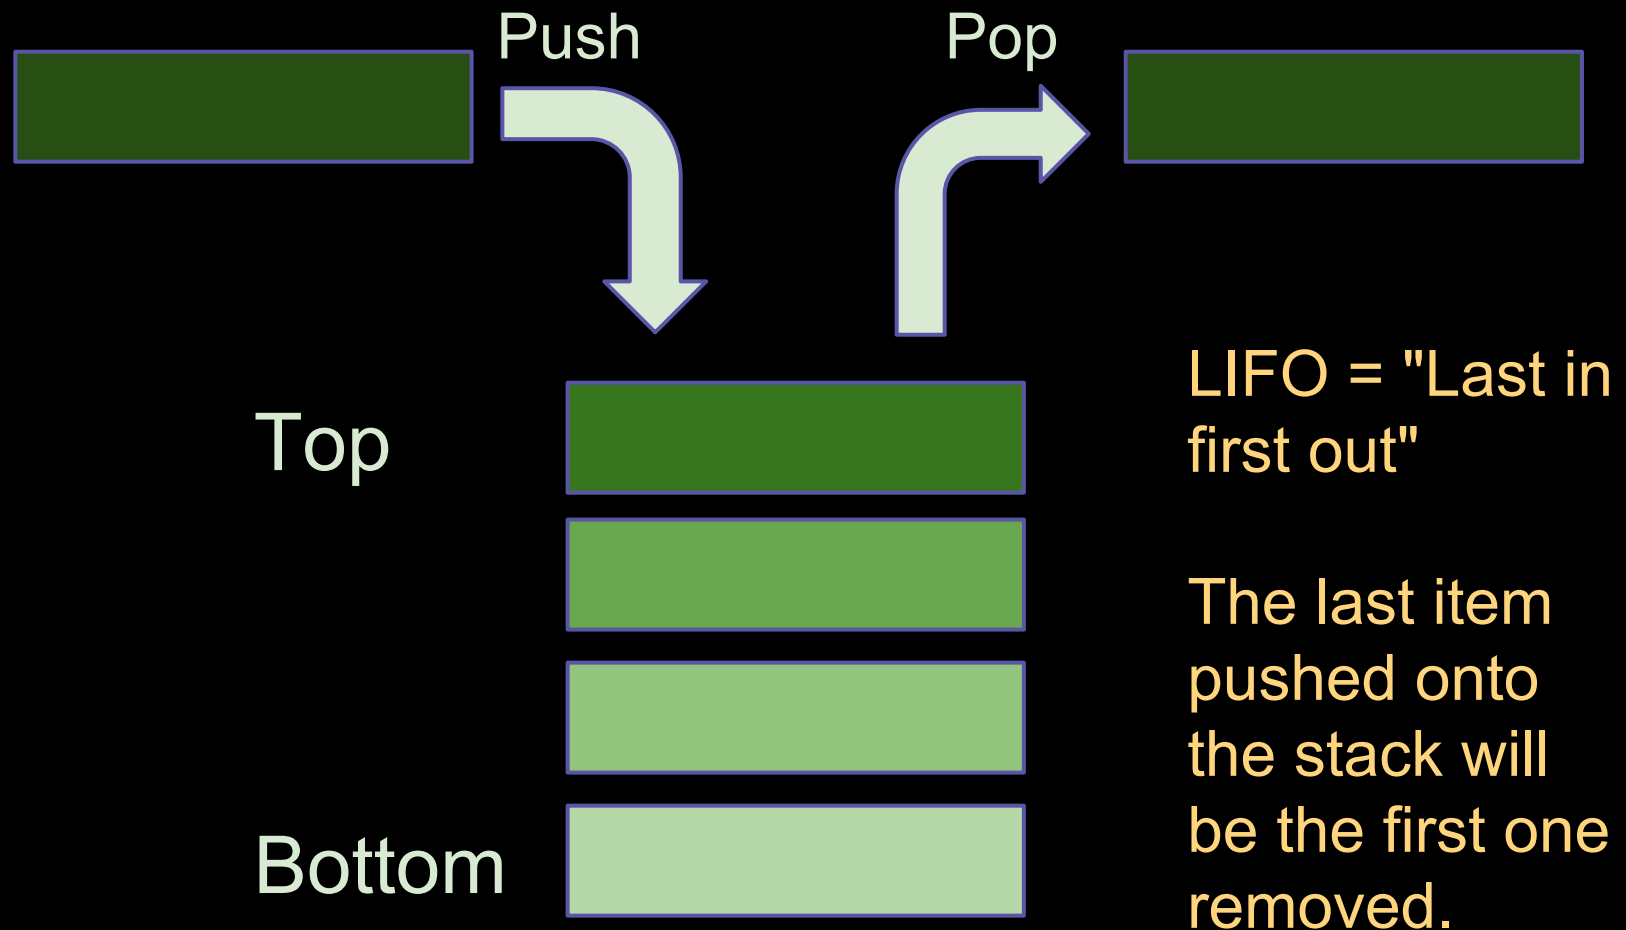 Push
Pop
Top
Bottom
LIFO = "Last in
first out"
The last item
pushed onto
the stack will
be the first one
removed.